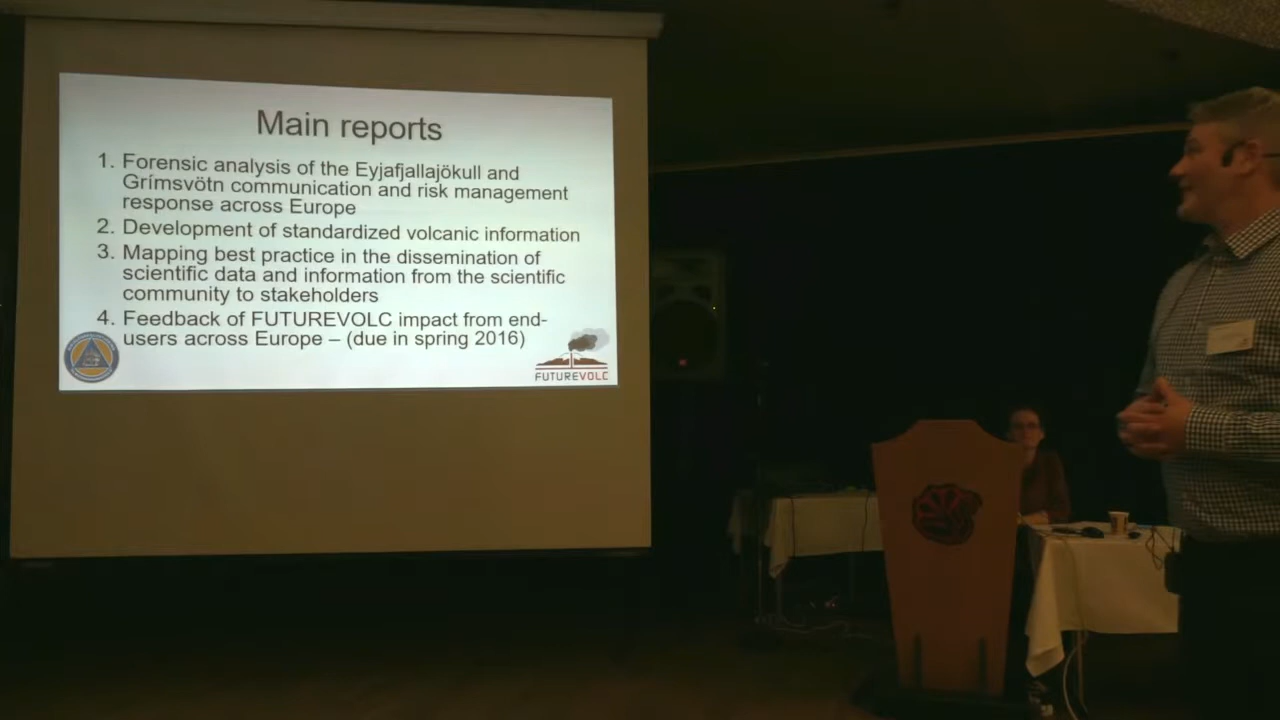 Main reports
1. Forensic analysis of the Eyjafjallajökull and
Grímsvötn communication and risk management
response across Europe
2. Development of standardized volcanic information
3. Mapping best practice in the dissemination of
scientific data and information from the scientific
community to stakeholders
4. Feedback of FUTUREVOLC impact from end-
users across Europe – (due in spring 2016)
FUTUREVOLC